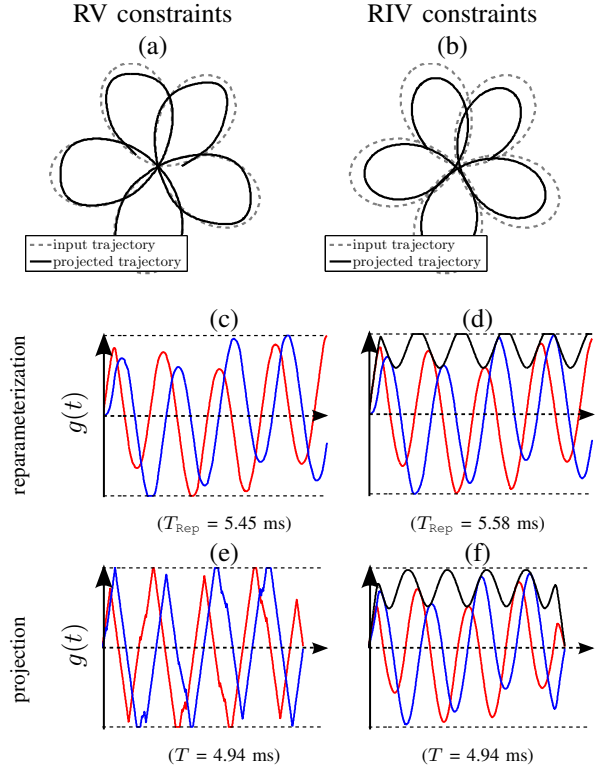 RV constraints
RIV constraints
(a)
(b)
input trajectory
projected trajectory
input trajectory
projected trajectory
(c)
(d)
reparameterization
g(t)
(T_Rep = 5.45 ms)
(T_Rep = 5.58 ms)
(e)
(f)
projection
g(t)
(T = 4.94 ms)
(T = 4.94 ms)